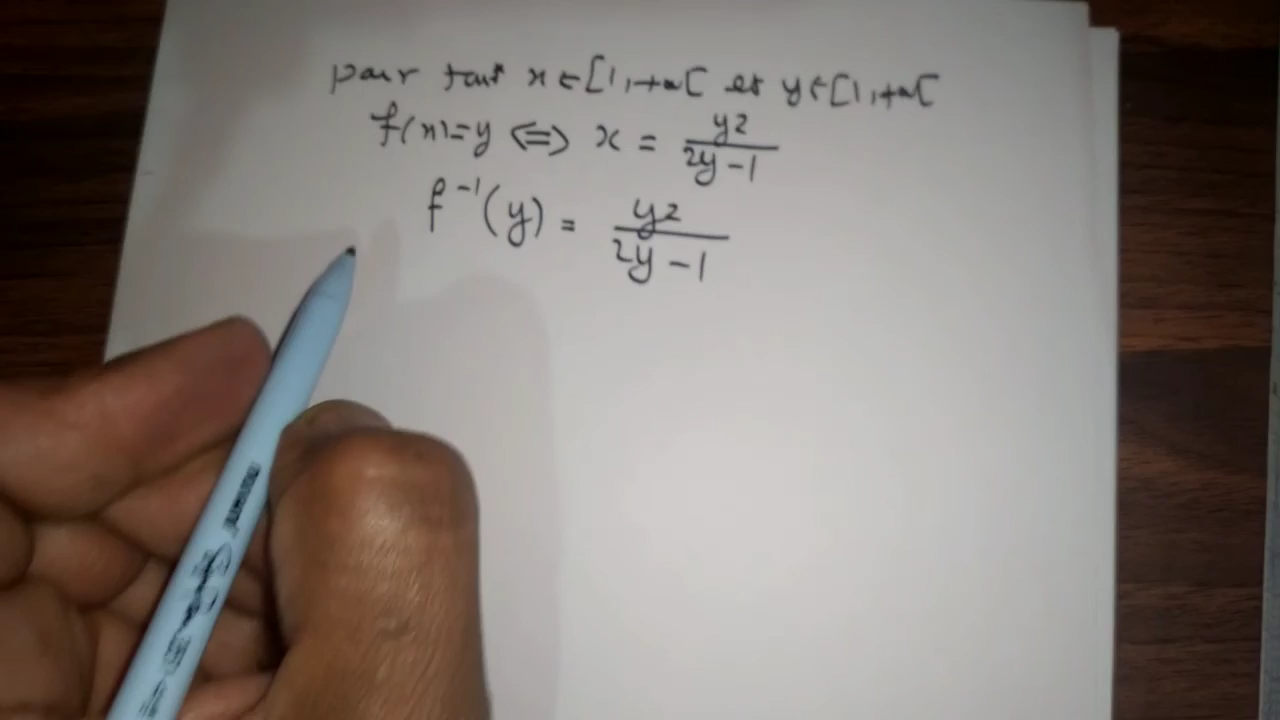 pour tout x ∈ [1,+∞[ et y ∈ [1,+∞[
f(x)=y ⇔ x = y²/(2y-1)
f⁻¹(y) = y²/(2y-1)